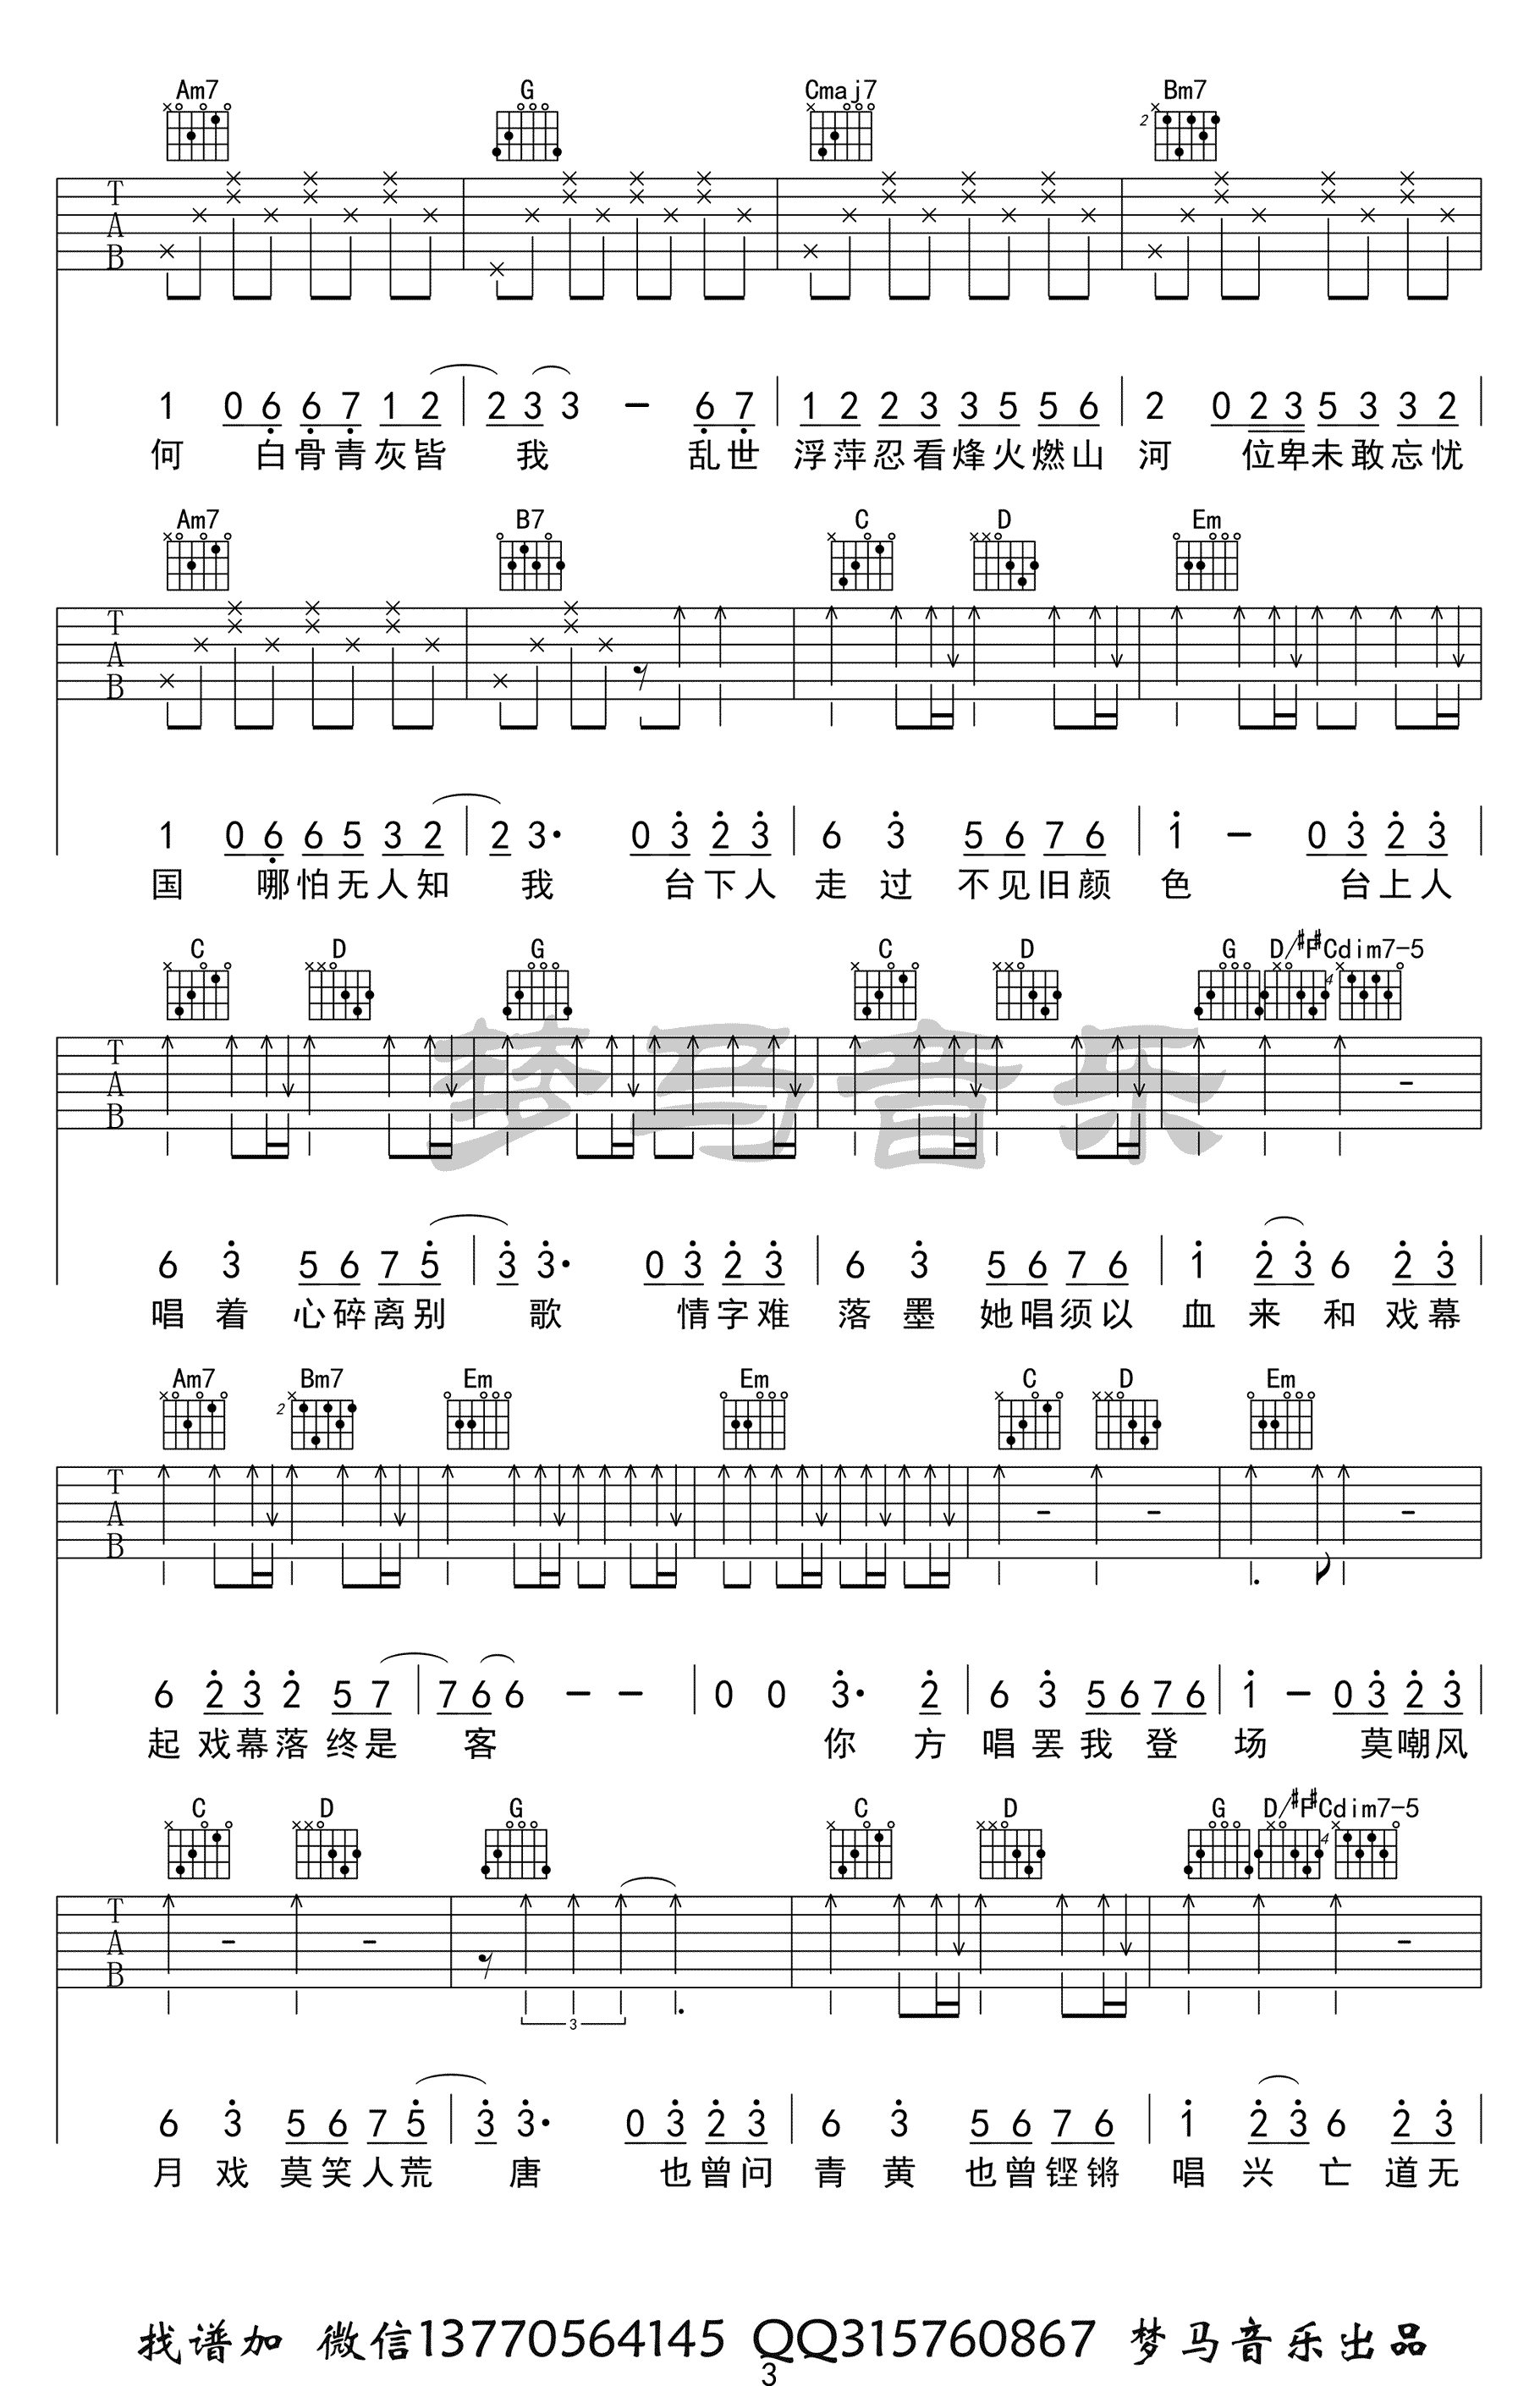 Am7 G Cmaj7 Bm7
2
T
A
B
1 0 6 6 7 1 2 | 2 3 3 - 6 7 | 1 2 2 3 3 5 5 6 | 2 0 2 3 5 3 3 2
何 白骨青灰皆 我 乱世 浮萍忍看烽火燃山 河 位卑未敢忘忧
Am7 B7 C D Em
T
A
B
1 0 6 6 5 3 2 | 2 3· 0 3 2 3 | 6 3 5 6 7 6 | 1 - 0 3 2 3
国 哪怕无人知 我 台下人 走过 不见旧颜 色 台上人
C D G C D G D/#F #Cdim7-5
4
T
A
B
梦马音乐
6 3 5 6 7 5 | 3 3· 0 3 2 3 | 6 3 5 6 7 6 | 1 2 3 6 2 3
唱着 心碎离别 歌 情字难 落墨 她唱须以 血来 和 戏幕
Am7 Bm7 Em Em C D Em
2
T
A
B
6 2 3 2 5 7 | 7 6 6 - - | 0 0 3· 2 | 6 3 5 6 7 6 | 1 - 0 3 2 3
起 戏幕落 终是 客 你 方 唱罢我 登 场 莫嘲风
C D G C D G D/#F #Cdim7-5
4
T
A
B
3
6 3 5 6 7 5 | 3 3· 0 3 2 3 | 6 3 5 6 7 6 | 1 2 3 6 2 3
月 戏 莫笑人荒 唐 也曾问 青黄 也曾铿锵 唱 兴 亡 道无
找谱加 微信13770564145 QQ315760867 梦马音乐出品
3